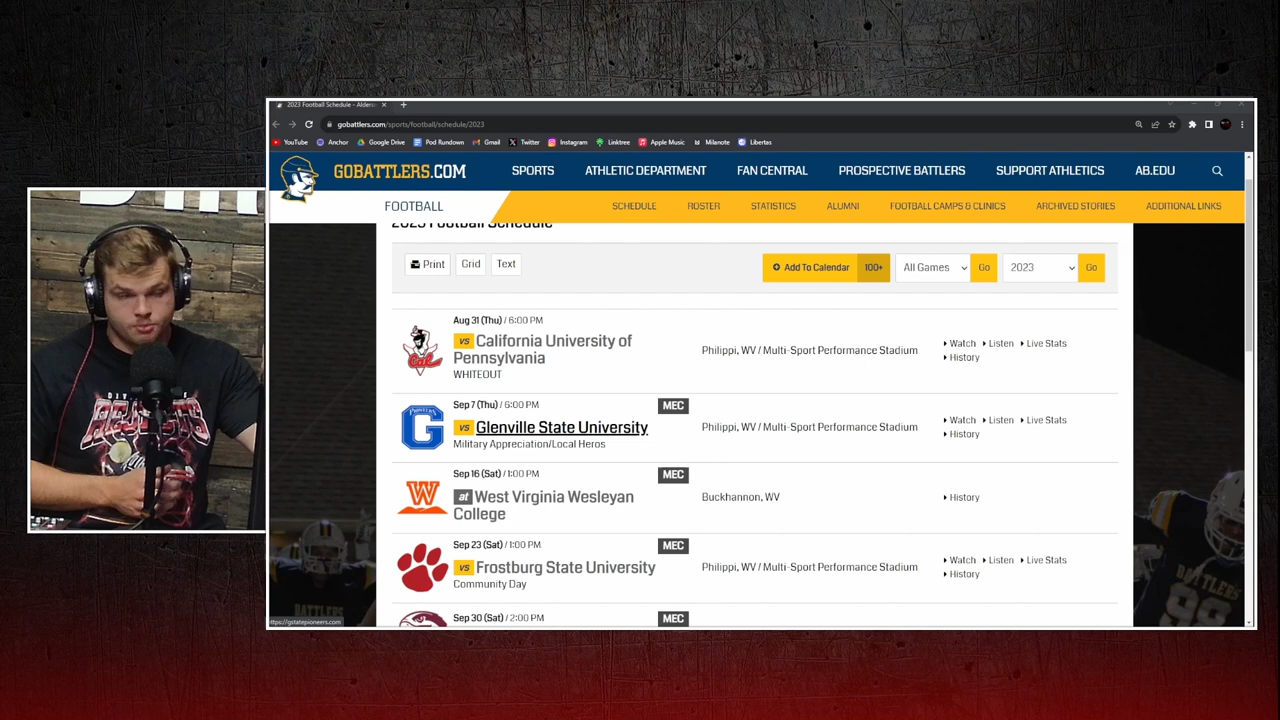 2023 Football Schedule - Alders
gobattlers.com/sports/football/schedule/2023
YouTube Anchor Google Drive Pod Rundown Gmail Twitter Instagram Linktree Apple Music Milanote Libertas
GOBATTLERS.COM SPORTS ATHLETIC DEPARTMENT FAN CENTRAL PROSPECTIVE BATTLERS SUPPORT ATHLETICS AB.EDU
FOOTBALL SCHEDULE ROSTER STATISTICS ALUMNI FOOTBALL CAMPS & CLINICS ARCHIVED STORIES ADDITIONAL LINKS
2023 Football Schedule
Print Grid Text Add To Calendar 100+ All Games Go 2023 Go
Aug 31 (Thu) / 6:00 PM
vs California University of
Pennsylvania
WHITEOUT
Cal
Philippi, WV / Multi-Sport Performance Stadium
Watch Listen Live Stats
History
Sep 7 (Thu) / 6:00 PM MEC
vs Glenville State University
Military Appreciation/Local Heros
PIONEERS
G
Philippi, WV / Multi-Sport Performance Stadium
Watch Listen Live Stats
History
Sep 16 (Sat) / 1:00 PM MEC
at West Virginia Wesleyan
College
W
Buckhannon, WV
History
Sep 23 (Sat) / 1:00 PM MEC
vs Frostburg State University
Community Day
Philippi, WV / Multi-Sport Performance Stadium
Watch Listen Live Stats
History
Sep 30 (Sat) / 2:00 PM MEC
BATTLERS
BATTLERS
ttps://gstatepioneers.com